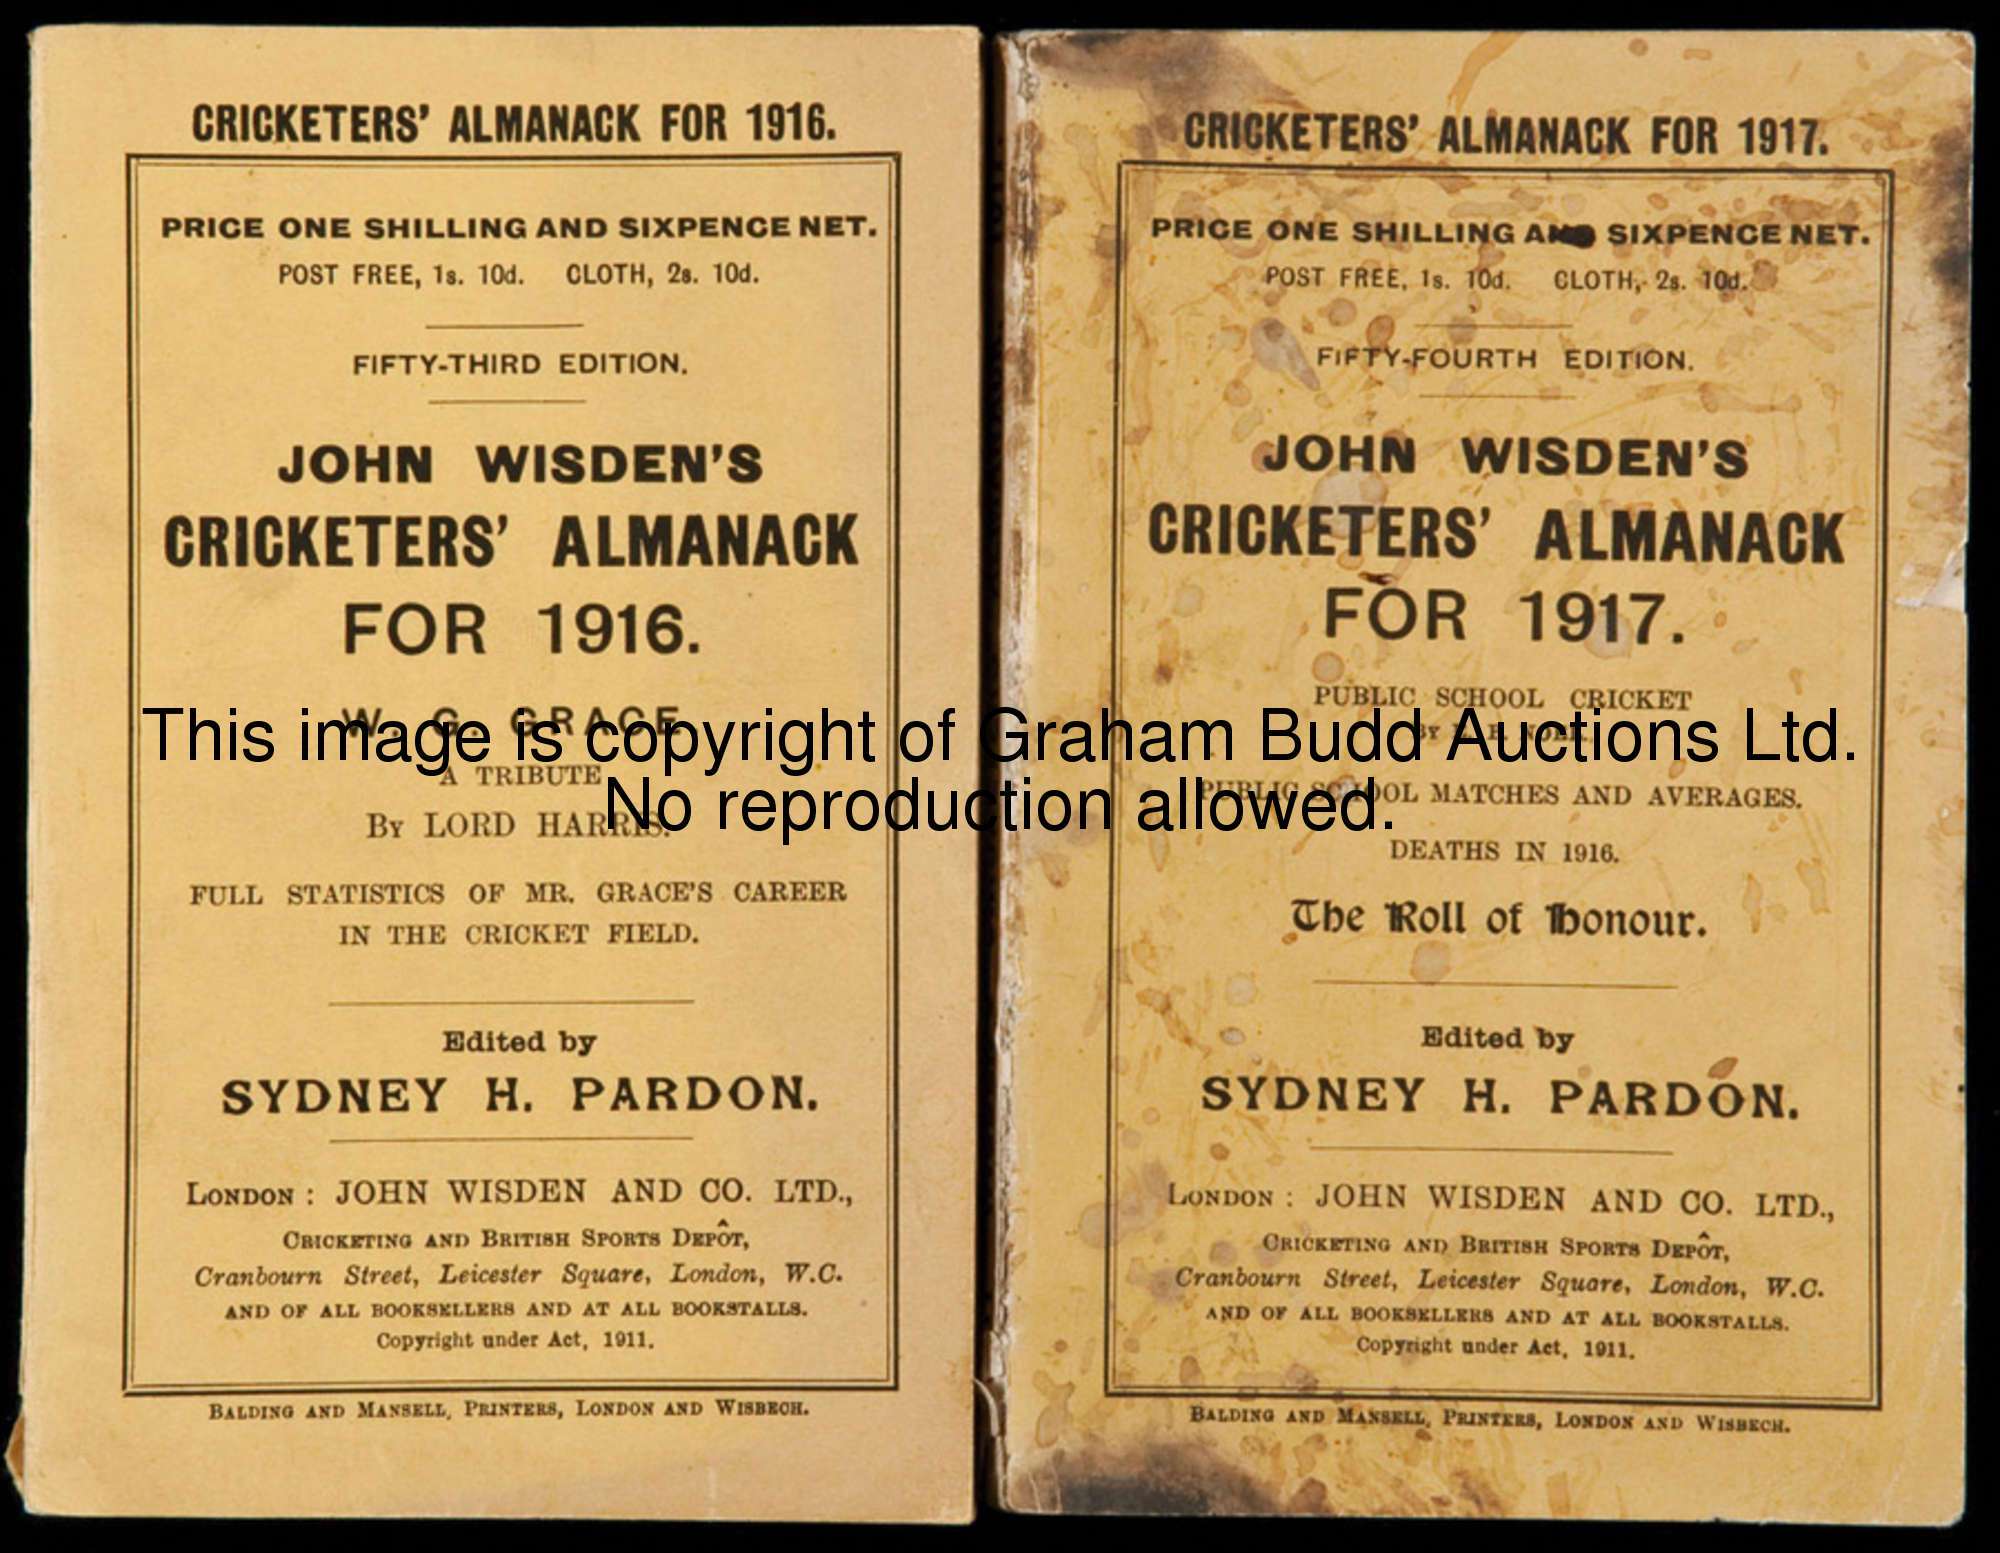 CRICKETERS' ALMANACK FOR 1916.
PRICE ONE SHILLING AND SIXPENCE NET.
POST FREE, 1s. 10d. CLOTH, 2s. 10d.
FIFTY-THIRD EDITION.
JOHN WISDEN'S
CRICKETERS' ALMANACK
FOR 1916.
W. G. GRACE
A TRIBUTE
BY LORD HARRIS.
FULL STATISTICS OF MR. GRACE'S CAREER
IN THE CRICKET FIELD.
Edited by
SYDNEY H. PARDON.
LONDON : JOHN WISDEN AND CO. LTD.,
CRICKETING AND BRITISH SPORTS DEPÔT,
Cranbourn Street, Leicester Square, London, W.C.
AND OF ALL BOOKSELLERS AND AT ALL BOOKSTALLS.
Copyright under Act, 1911.
BALDING AND MANSELL, PRINTERS, LONDON AND WISBECH.
CRICKETERS' ALMANACK FOR 1917.
PRICE ONE SHILLING AND SIXPENCE NET.
POST FREE, 1s. 10d. CLOTH, 2s. 10d.
FIFTY-FOURTH EDITION.
JOHN WISDEN'S
CRICKETERS' ALMANACK
FOR 1917.
PUBLIC SCHOOL CRICKET
BY
PUBLIC SCHOOL MATCHES AND AVERAGES.
DEATHS IN 1916.
The Roll of Honour.
Edited by
SYDNEY H. PARDON.
LONDON : JOHN WISDEN AND CO. LTD.,
CRICKETING AND BRITISH SPORTS DEPÔT,
Cranbourn Street, Leicester Square, London, W.C.
AND OF ALL BOOKSELLERS AND AT ALL BOOKSTALLS.
Copyright under Act, 1911.
BALDING AND MANSELL, PRINTERS, LONDON AND WISBECH.
This image is copyright of Graham Budd Auctions Ltd.
No reproduction allowed.